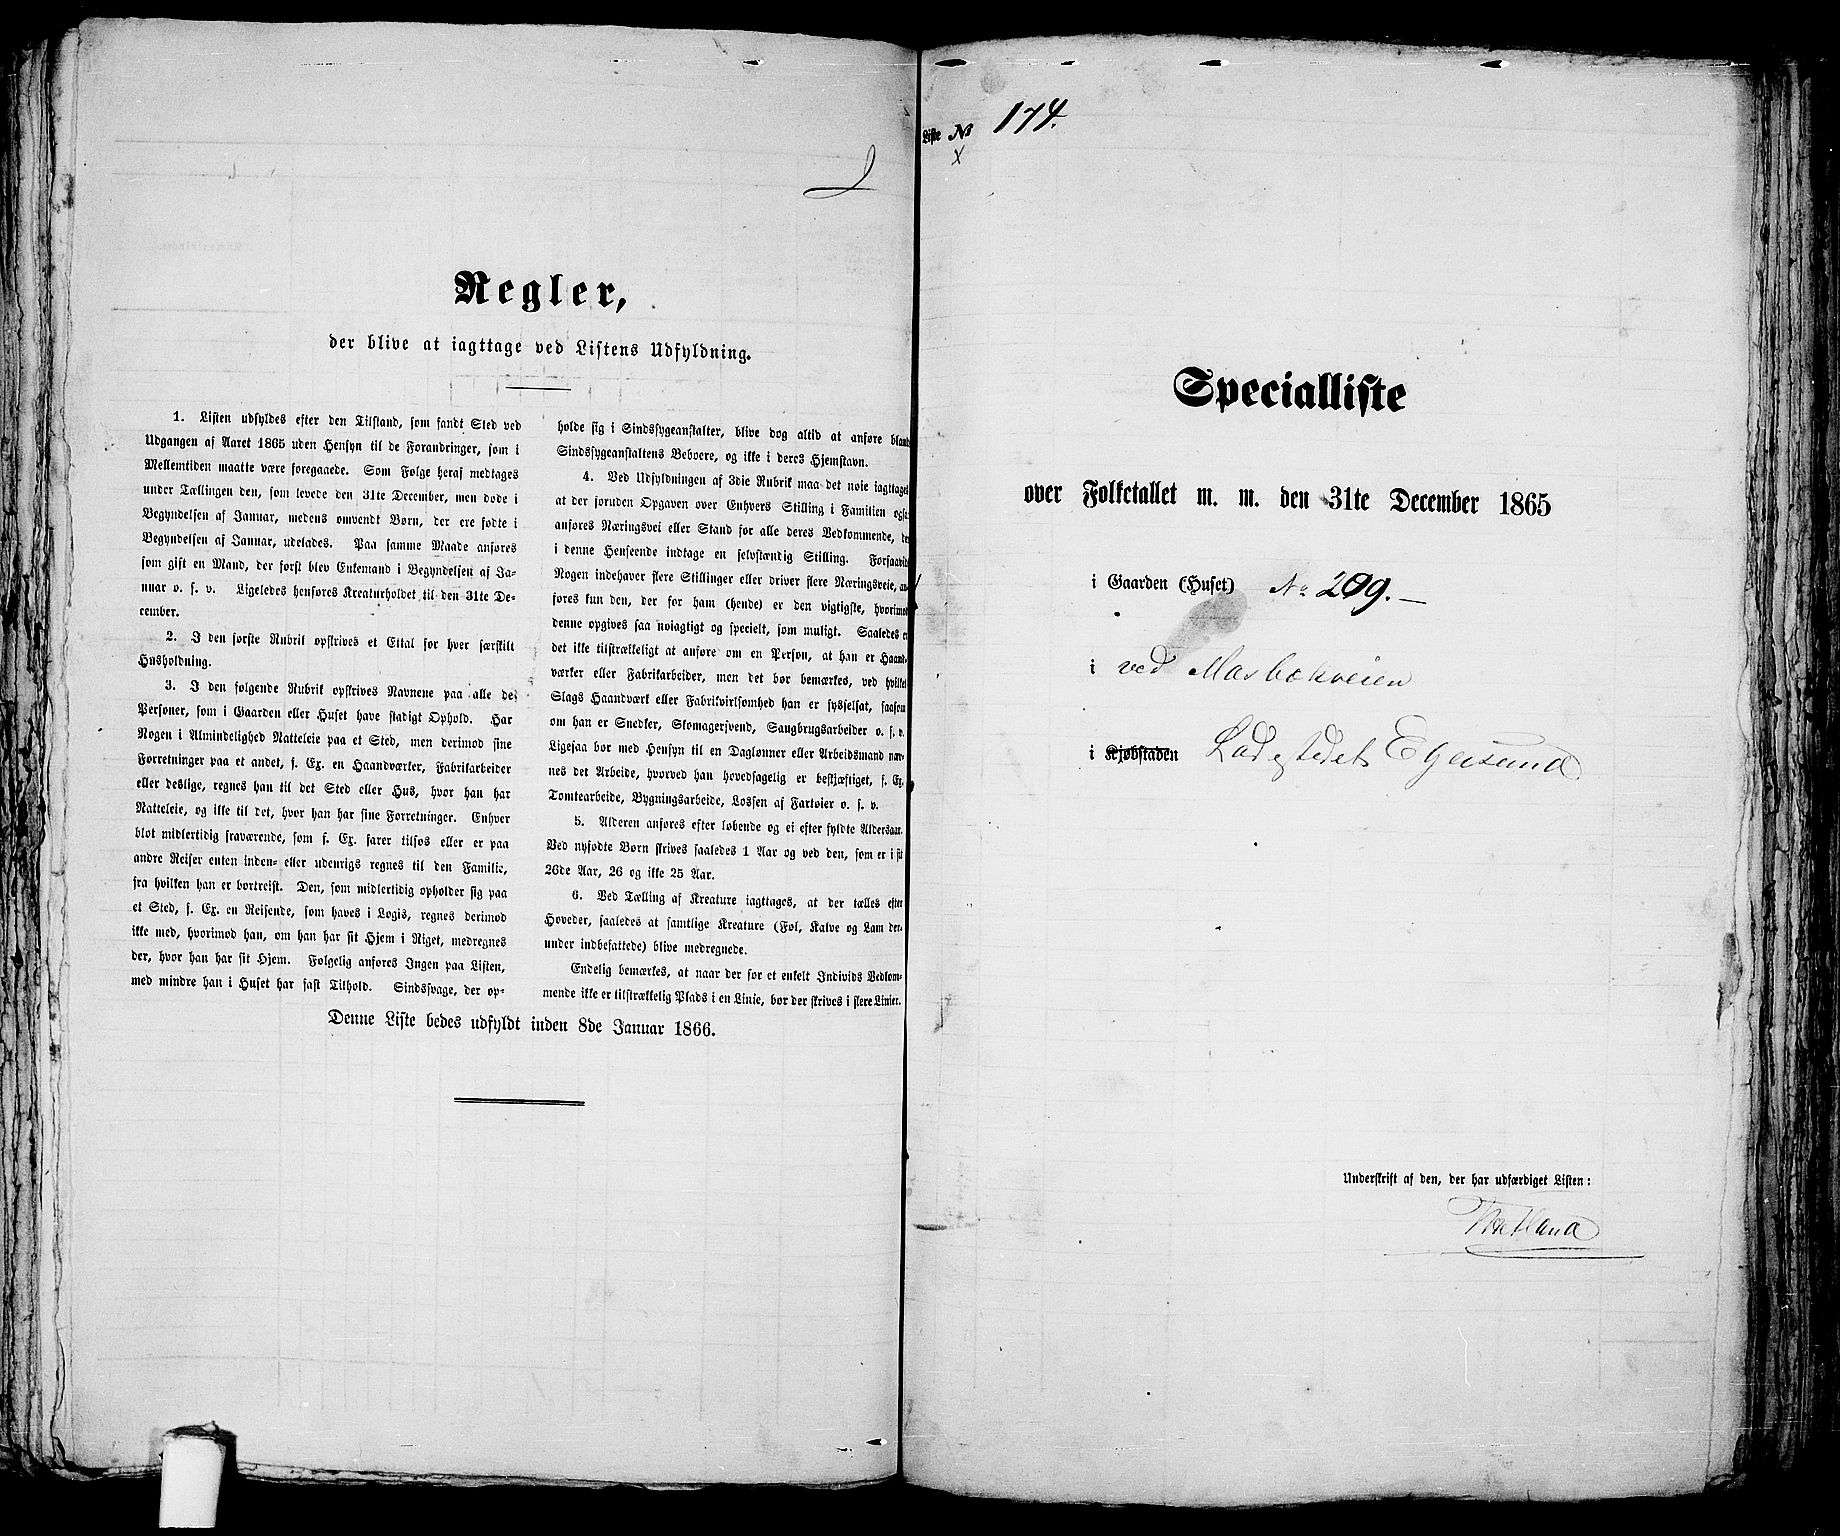 Regler,
der blive at iagttage ved Listens Udfyldning.
1. Listen udfyldes efter den Tilstand, som fandt Sted ved
Udgangen af Aaret 1865 uden Hensyn til de Forandringer, som i
Mellemtiden maatte være foregaaede. Som Følge heraf medtages
under Tællingen den, som levede den 31te December, men døde i
Begyndelsen af Januar, medens omvendt Børn, der ere fødte i
Begyndelsen af Januar, udelades. Paa samme Maade anføres
som gift en Mand, der først blev Enkemand i Begyndelsen af Ja-
nuar o. s. v. Ligeledes henføres Kreaturholdet til den 31te De-
cember.
2. I den første Rubrik opskrives et Ettal for hver særskilt
Husholdning.
3. I den følgende Rubrik opskrives Navnene paa alle de
Personer, som i Gaarden eller Huset have stadigt Ophold. Har
Nogen i Almindelighed Natteleie paa et Sted, men derimod sine
Forretninger paa et andet, f. Ex. en Haandværker, Fabrikarbeider
eller deslige, regnes han til det Sted eller Hus, hvor han har
Natteleie, og ikke til det, hvor han har sine Forretninger. Enhver
blot midlertidig fraværende, som f. Ex. farer tilsøs eller er paa
andre Reiser enten inden- eller udenrigs regnes til den Familie,
fra hvilken han er bortreist. Den, som midlertidig opholder sig paa
et Sted, f. Ex. en Reisende, som haves i Logis, regnes derimod
ikke med, hvorimod han, om han har sit Hjem i Riget, medregnes
der, hvor han har sit Hjem. Følgelig anføres Ingen paa Listen,
med mindre han i Huset har fast Tilhold. Sindssvage, der op-
holde sig i Sindssygeanstalter, blive dog altid at anføre blandt
Sindssygeanstaltens Beboere, og ikke i deres Hjemstavn.
4. Ved Udfyldningen af 3die Rubrik maa det nøie iagttages
at der foruden Opgaven over Enhvers Stilling i Familien ogsaa
anføres Næringsvei eller Stand for alle deres Vedkommende, der
i denne Henseende indtage en selvstændig Stilling. Forsaavidt
Nogen indehaver flere Stillinger eller driver flere Næringsveie, an-
føres kun den, der for ham (hende) er den vigtigste, hvorimod
denne opgives saa nøiagtigt og specielt, som muligt. Saaledes er
det ikke tilstrækkeligt at anføre om en Person, at han er Haand-
værker eller Fabrikarbeider, men det bør bemærkes, ved hvilket
Slags Haandværk eller Fabrikvirksomhed han er sysselsat, saasom
om han er Snedker, Skomagersvend, Saugbrugsarbeider o. s. v.
Ligesaa bør med Hensyn til en Daglønner eller Arbeidsmand næv-
nes det Arbeide, hvorved han hovedsagelig er beskjæftiget, f. Ex.
Tomtearbeide, Bygningsarbeide, Lossen af Fartøier o. s. v.
5. Alderen anføres efter løbende og ei efter fyldte Aldersaar.
Ved nyfødte Børn skrives saaledes 1 Aar og ved den, som er i sit
26de Aar, 26 og ikke 25 Aar.
6. Ved Tælling af Kreature iagttages, at der tælles efter
Hoveder, saaledes at samtlige Kreature (Føl, Kalve og Lam der-
under indbefattede) blive medregnede.
Endelig bemærkes, at naar der for et enkelt Individs Vedkom-
mende ikke er tilstrækkelig Plads i en Linie, bør der skrives i flere Linier.
Denne Liste bedes udfyldt inden 8de Januar 1866.
Liste № 174.
x
Specialliste
over Folketallet m. m. den 31te December 1865
i Gaarden (Huset) No 209.
i ved Mosbækveien
i Kjøbstaden Ladestedet Egersund
Underskrift af den, der har udfærdiget Listen: